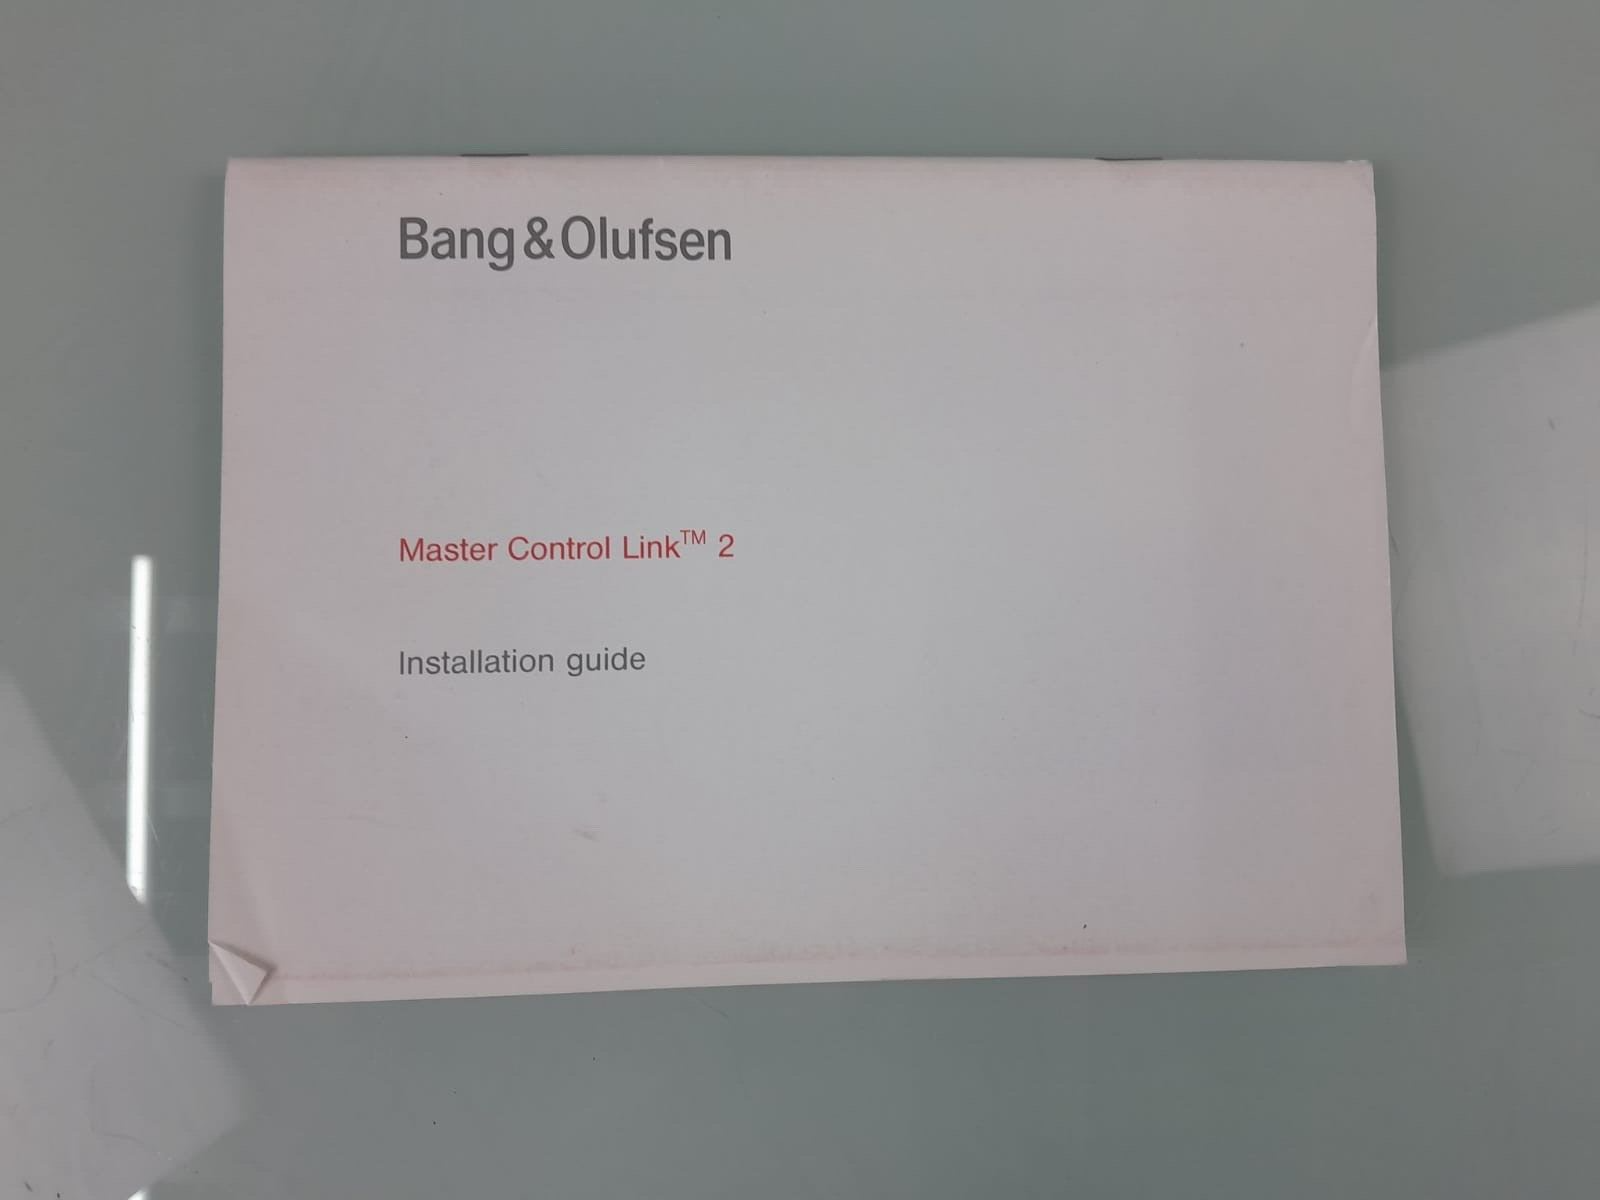 Bang & Olufsen
Master Control Link™ 2
Installation guide